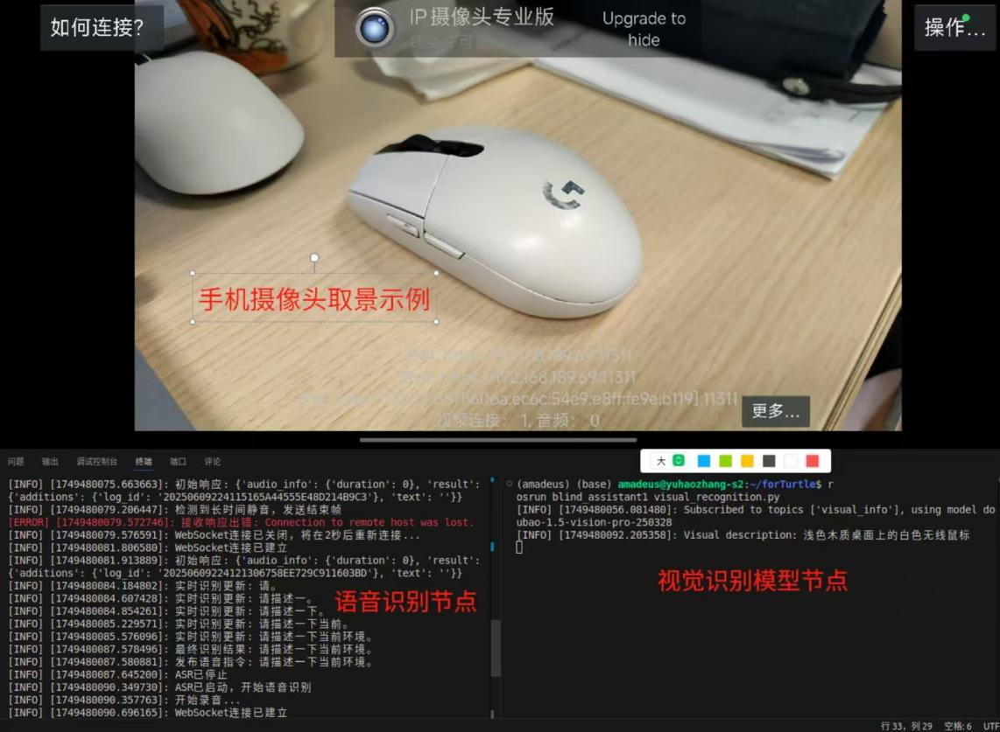 如何连接?
IP摄像头专业版
Upgrade to
hide
操作...
手机摄像头取景示例
192.168.189.69:11311
更多...
视频连接: 1, 音频: 0
问题 输出 调试控制台 终端 端口 评论
大
[INFO] [1749480075.663663]: 初始响应: {'audio_info': {'duration': 0}, 'result':
{'additions': {'log_id': '20250609224115165A44555E48D214B9C3'}, 'text': ''}}
[INFO] [1749480079.206447]: 检测到长时间静音，发送结束帧
[ERROR] [1749480079.572746]: 接收响应出错: Connection to remote host was lost.
[INFO] [1749480079.576591]: WebSocket连接已关闭，将在2秒后重新连接...
[INFO] [1749480081.806580]: WebSocket连接已建立
[INFO] [1749480081.913889]: 初始响应: {'audio_info': {'duration': 0}, 'result':
{'additions': {'log_id': '20250609224121306758EE729C911603BD'}, 'text': ''}}
[INFO] [1749480084.184802]: 实时识别更新: 请。
[INFO] [1749480084.607428]: 实时识别更新: 请描述一。
[INFO] [1749480084.854261]: 实时识别更新: 请描述一下。
[INFO] [1749480085.229571]: 实时识别更新: 请描述一下当前。
[INFO] [1749480085.576096]: 实时识别更新: 请描述一下当前环境。
[INFO] [1749480087.578496]: 最终识别结果: 请描述一下当前环境。
[INFO] [1749480087.580881]: 发布语音指令: 请描述一下当前环境。
[INFO] [1749480087.645200]: ASR已停止
[INFO] [1749480090.349730]: ASR已启动，开始语音识别
[INFO] [1749480090.357763]: 开始录音...
[INFO] [1749480090.696165]: WebSocket连接已建立
语音识别节点
(amadeus) (base) amadeus@yuhaozhang-s2:~/forTurtle$ r
osrun blind_assistant1 visual_recognition.py
[INFO] [1749480056.081480]: Subscribed to topics ['visual_info'], using model do
ubao-1.5-vision-pro-250328
[INFO] [1749480092.205358]: Visual description: 浅色木质桌面上的白色无线鼠标
视觉识别模型节点
行 33, 列 29 空格: 6 UTF